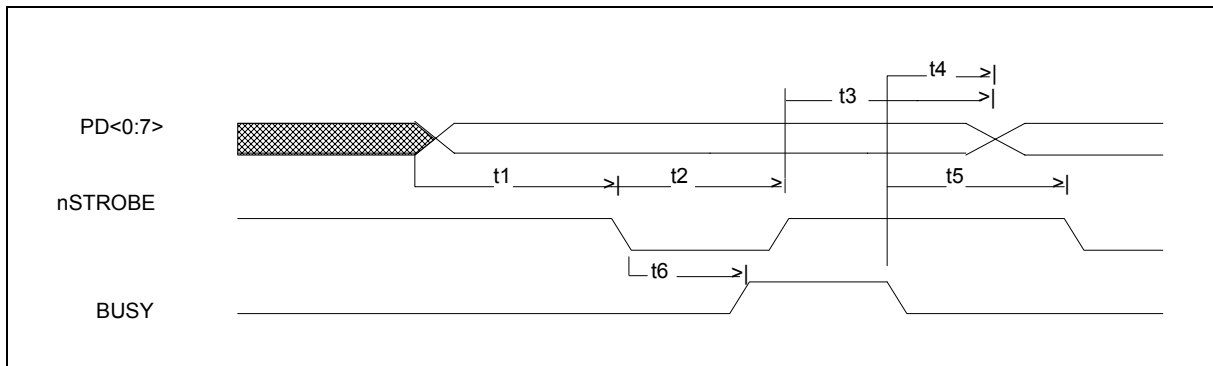 t4
t3
PD<0:7>
t1
t2
t5
nSTROBE
t6
BUSY